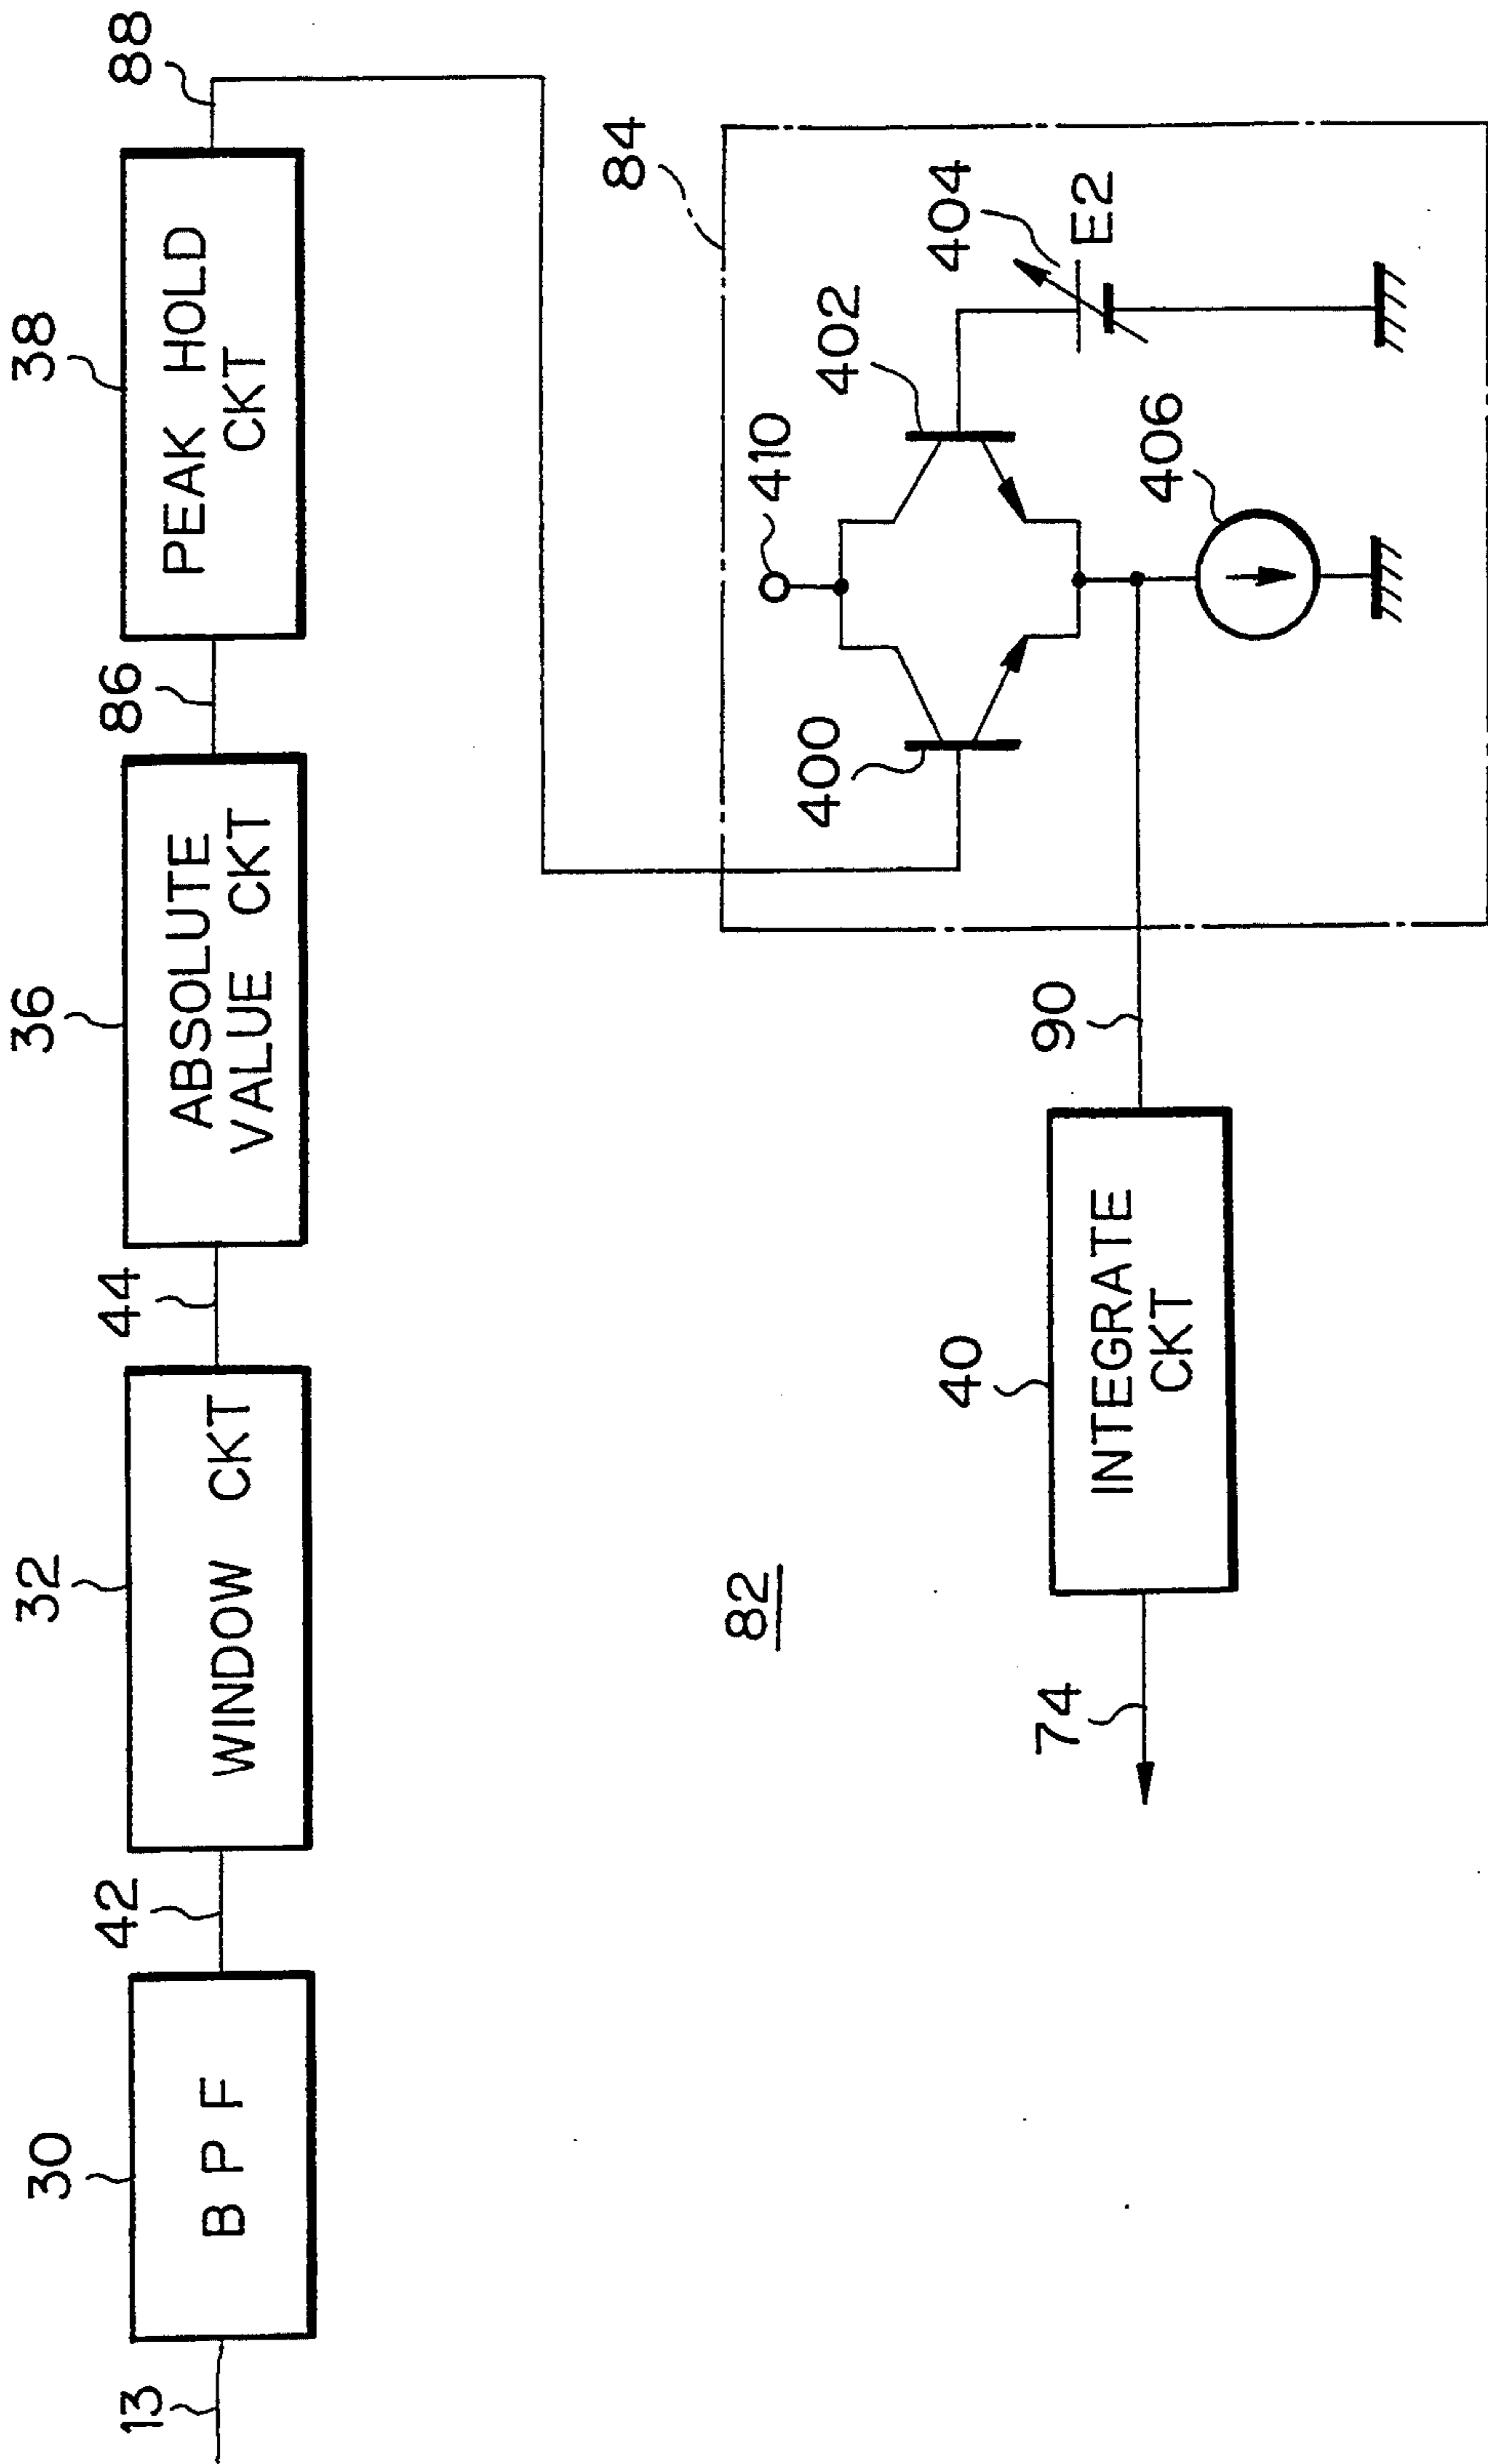 30
32
36
38
13
B P F
42
WINDOW CKT
44
ABSOLUTE
VALUE CKT
86
PEAK HOLD
CKT
88
82
84
74
40
INTEGRATE
CKT
90
400
410
402
404
E2
406